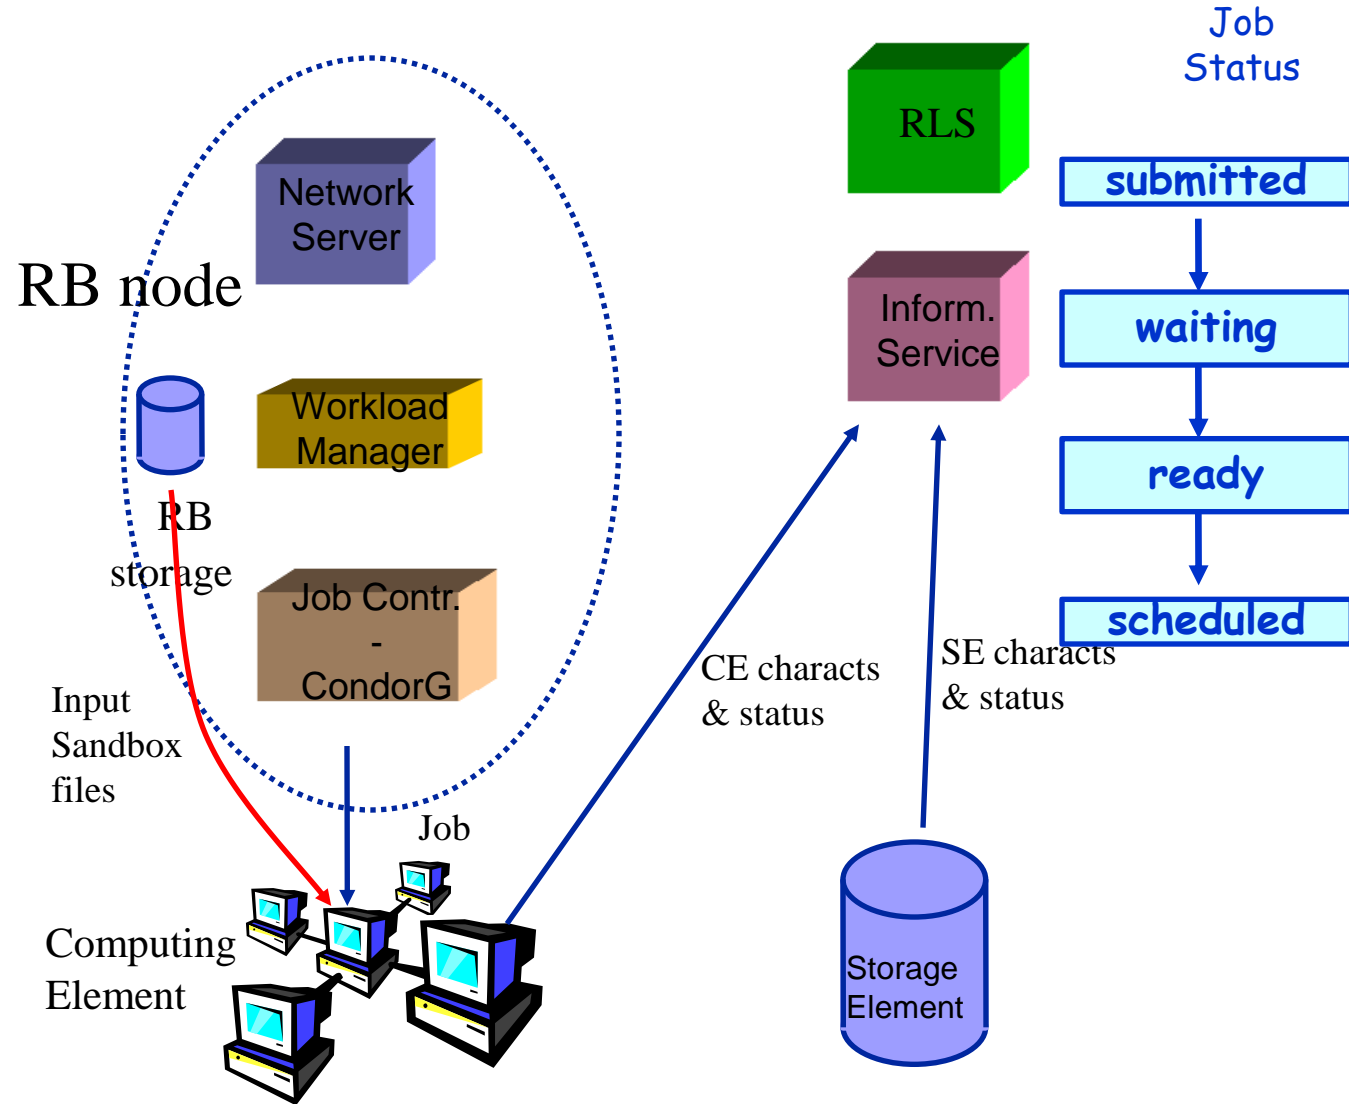 Job
Status
RLS
submitted
Network
Server
RB node
Inform.
Service
waiting
Workload
Manager
ready
RB
storage
Job Contr.
-
CondorG
scheduled
CE characts
& status
SE characts
& status
Input
Sandbox
files
Job
Computing
Element
Storage
Element